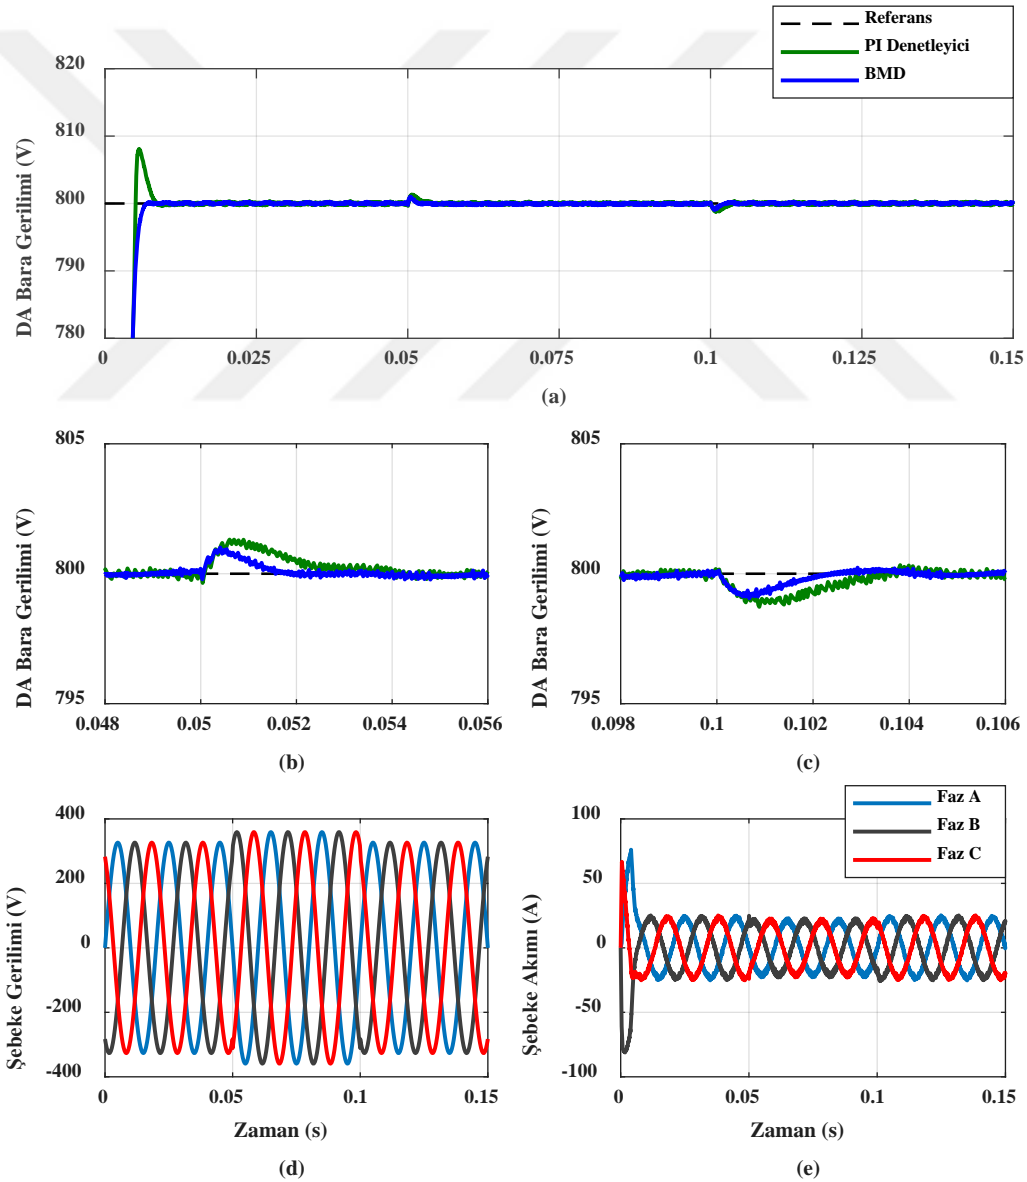 Referans
PI Denetleyici
BMD
820
810
800
790
780
DA Bara Gerilimi (V)
0 0.025 0.05 0.075 0.1 0.125 0.15
(a)
805
800
795
DA Bara Gerilimi (V)
0.048 0.05 0.052 0.054 0.056
(b)
805
800
795
DA Bara Gerilimi (V)
0.098 0.1 0.102 0.104 0.106
(c)
400
200
0
-200
-400
Şebeke Gerilimi (V)
0 0.05 0.1 0.15
Zaman (s)
(d)
Faz A
Faz B
Faz C
100
50
0
-50
-100
Şebeke Akımı (A)
0 0.05 0.1 0.15
Zaman (s)
(e)